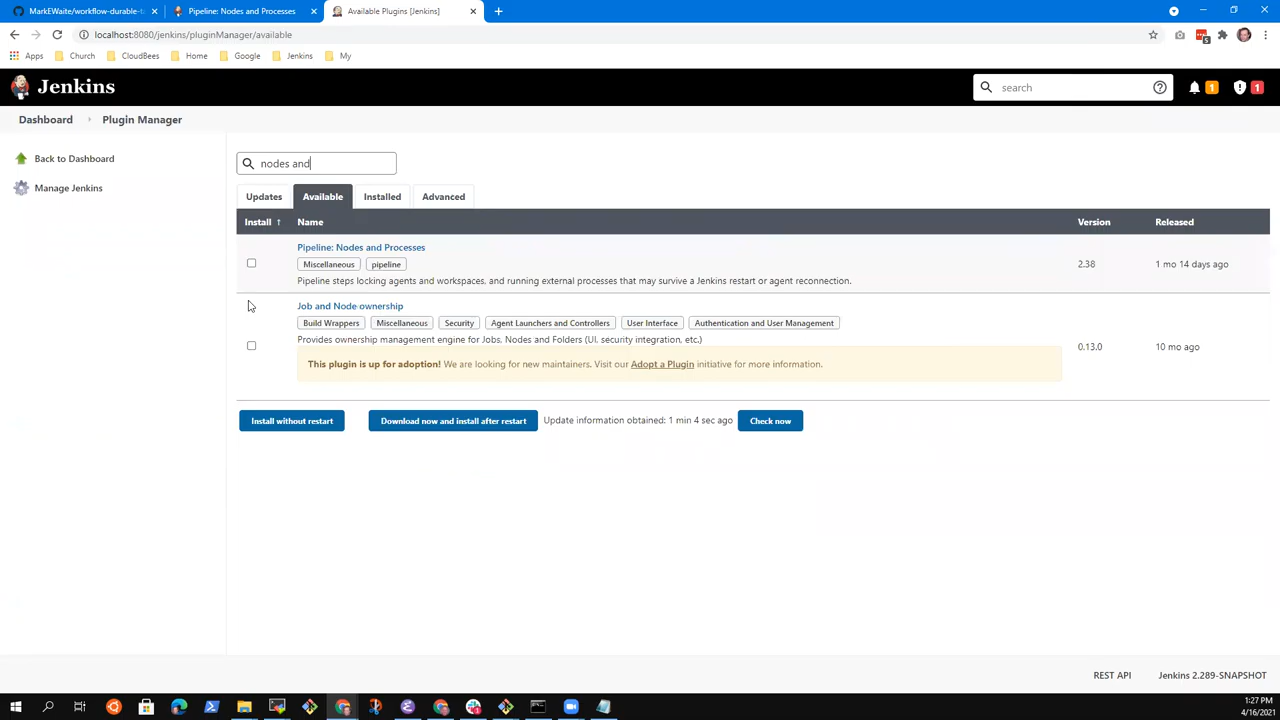 MarkEWaite/workflow-durable-ta
Pipeline: Nodes and Processes
Available Plugins [Jenkins]
localhost:8080/jenkins/pluginManager/available
5
Apps
Church
CloudBees
Home
Google
Jenkins
My
Jenkins
search
1
1
Dashboard
Plugin Manager
Back to Dashboard
Manage Jenkins
nodes and
Updates
Available
Installed
Advanced
Install ↑
Name
Version
Released
Pipeline: Nodes and Processes
Miscellaneous
pipeline
Pipeline steps locking agents and workspaces, and running external processes that may survive a Jenkins restart or agent reconnection.
2.38
1 mo 14 days ago
Job and Node ownership
Build Wrappers
Miscellaneous
Security
Agent Launchers and Controllers
User Interface
Authentication and User Management
Provides ownership management engine for Jobs, Nodes and Folders (UI, security integration, etc.)
This plugin is up for adoption! We are looking for new maintainers. Visit our Adopt a Plugin initiative for more information.
0.13.0
10 mo ago
Install without restart
Download now and install after restart
Update information obtained: 1 min 4 sec ago
Check now
REST API
Jenkins 2.289-SNAPSHOT
1:27 PM
4/16/2021